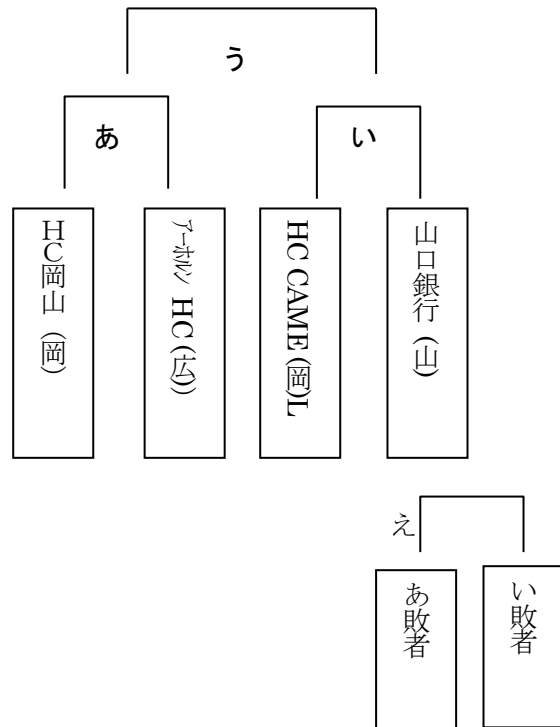 う
あ
い
HC岡山 (岡)
アーホルン HC (広))
HC CAME (岡)L
山口銀行 (山)
え
あ敗者
い敗者